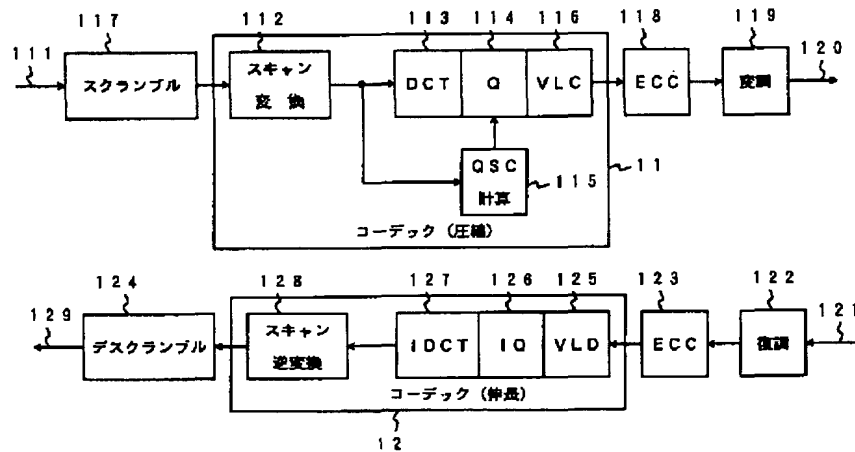 117
112
113
114
116
118
119
111
スクランブル
スキャン
変換
DCT
Q
VLC
ECC
変調
120
QSC
計算
115
11
コーデック (圧縮)
124
128
127
126
125
123
122
129
デスクランブル
スキャン
逆変換
IDCT
IQ
VLD
ECC
復調
121
コーデック (伸長)
12